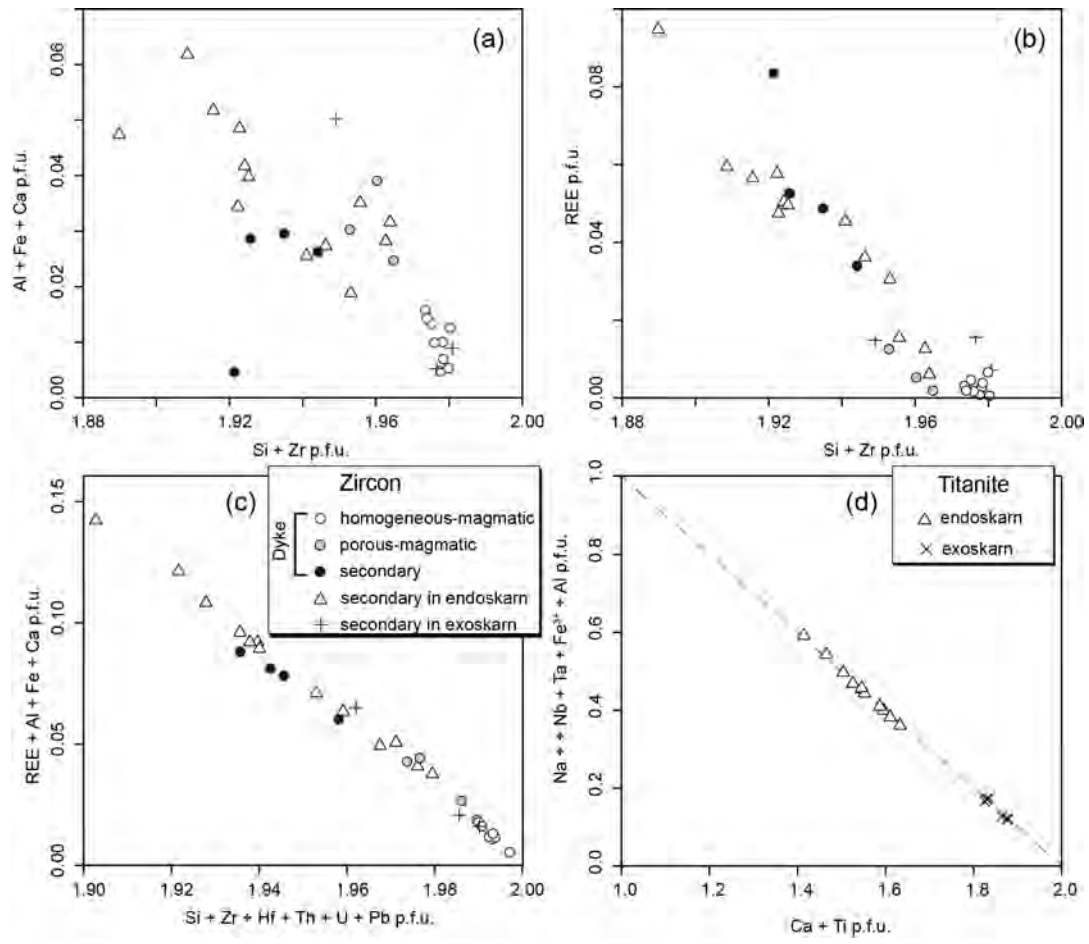 (a)
Al + Fe + Ca p.f.u.
0.06
0.04
0.02
0.00
1.88
1.92
1.96
2.00
Si + Zr p.f.u.
(b)
REE p.f.u.
0.08
0.04
0.00
1.88
1.92
1.96
2.00
Si + Zr p.f.u.
(c)
REE + Al + Fe + Ca p.f.u.
0.15
0.10
0.05
0.00
1.90
1.92
1.94
1.96
1.98
2.00
Si + Zr + Hf + Th + U + Pb p.f.u.
Zircon
Dyke
homogeneous-magmatic
porous-magmatic
secondary
secondary in endoskarn
secondary in exoskarn
(d)
Na + + Nb + Ta + Fe³⁺ + Al p.f.u.
1.0
0.8
0.6
0.4
0.2
0.0
1.0
1.2
1.4
1.6
1.8
2.0
Ca + Ti p.f.u.
Titanite
endoskarn
exoskarn